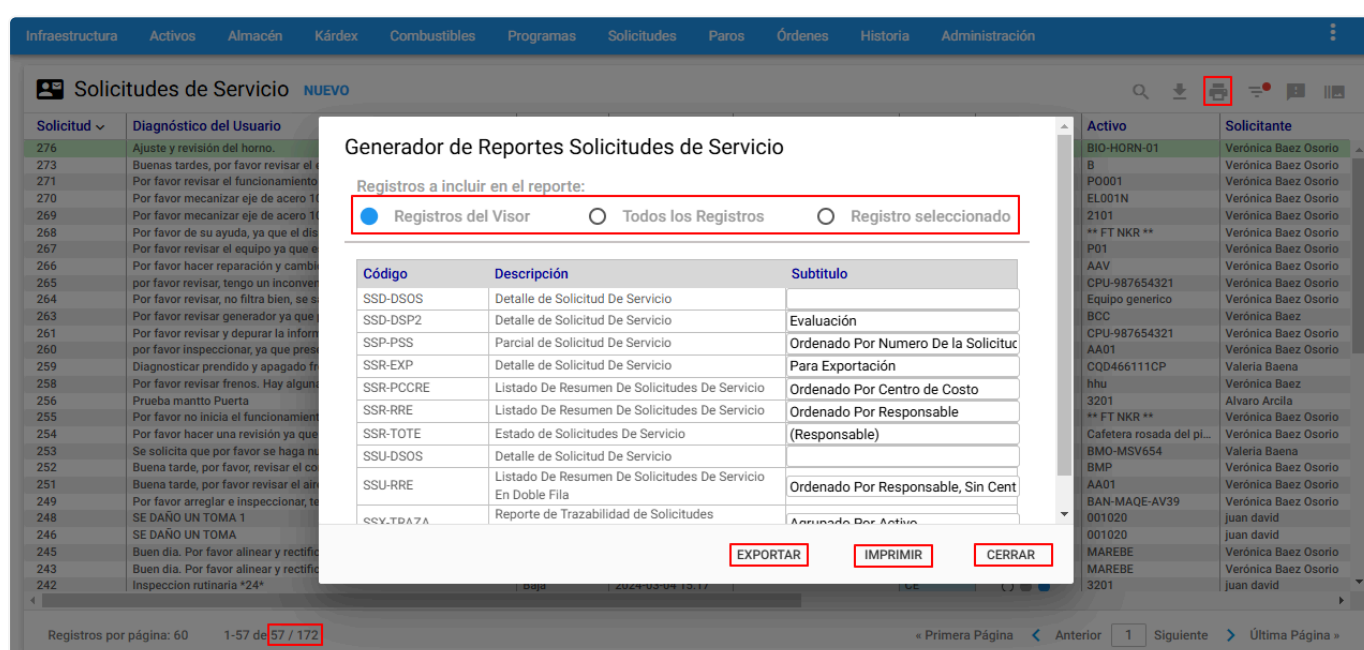 Infraestructura Activos Almacén Kárdex Combustibles Programas Solicitudes Paros Órdenes Historia Administración
Solicitudes de Servicio NUEVO
Solicitud Diagnóstico del Usuario Activo Solicitante
276 Ajuste y revisión del horno. BIO-HORN-01 Verónica Baez Osorio
273 Buenas tardes, por favor revisar el B Verónica Baez Osorio
271 Por favor revisar el funcionamiento PO001 Verónica Baez Osorio
270 Por favor mecanizar eje de acero EL001N Verónica Baez Osorio
269 Por favor mecanizar eje de acero 2101 Verónica Baez Osorio
268 Por favor de su ayuda, ya que el ** FT NKR ** Verónica Baez Osorio
267 Por favor revisar el equipo ya que P01 Verónica Baez Osorio
266 Por favor hacer reparación y AAV Verónica Baez Osorio
265 por favor revisar, tengo un CPU-987654321 Verónica Baez Osorio
264 Por favor revisar, no filtra bien, se Equipo generico Verónica Baez Osorio
263 Por favor revisar generador ya que BCC Verónica Baez
261 Por favor revisar y depurar la CPU-987654321 Verónica Baez Osorio
260 por favor inspeccionar, ya que AA01 Verónica Baez Osorio
259 Diagnosticar prendido y apagado CQD466111CP Valeria Baena
258 Por favor revisar frenos. Hay hhu Verónica Baez
256 Prueba mantto Puerta 3201 Alvaro Arcila
255 Por favor no inicia el ** FT NKR ** Verónica Baez Osorio
254 Por favor hacer una revisión ya que Cafetera rosada del pi... Verónica Baez Osorio
253 Se solicita que por favor se haga BMO-MSV654 Valeria Baena
252 Buena tarde, por favor, revisar el BMP Verónica Baez Osorio
251 Buena tarde, por favor revisar el AA01 Verónica Baez Osorio
249 Por favor arreglar e inspeccionar, BAN-MAQE-AV39 Verónica Baez Osorio
248 SE DAÑO UN TOMA 1 001020 juan david
246 SE DAÑO UN TOMA 001020 juan david
245 Buen dia. Por favor alinear y MAREBE Verónica Baez Osorio
243 Buen dia. Por favor alinear y MAREBE Verónica Baez Osorio
242 Inspeccion rutinaria *24* Baja 2024-03-04 15:17 CE 3201 juan david
Generador de Reportes Solicitudes de Servicio
Registros a incluir en el reporte:
Registros del Visor Todos los Registros Registro seleccionado
Código Descripción Subtitulo
SSD-DSOS Detalle de Solicitud De Servicio
SSD-DSP2 Detalle de Solicitud De Servicio Evaluación
SSP-PSS Parcial de Solicitud De Servicio Ordenado Por Numero De la Solicituc
SSR-EXP Detalle de Solicitud De Servicio Para Exportación
SSR-PCCRE Listado De Resumen De Solicitudes De Servicio Ordenado Por Centro de Costo
SSR-RRE Listado De Resumen De Solicitudes De Servicio Ordenado Por Responsable
SSR-TOTE Estado de Solicitudes De Servicio (Responsable)
SSU-DSOS Detalle de Solicitud De Servicio
SSU-RRE Listado De Resumen De Solicitudes De Servicio En Doble Fila Ordenado Por Responsable, Sin Cent
SSX-TRAZA Reporte de Trazabilidad de Solicitudes Agrupado Por Activo
EXPORTAR IMPRIMIR CERRAR
Registros por página: 60 1-57 de 57 / 172 « Primera Página Anterior 1 Siguiente Última Página »